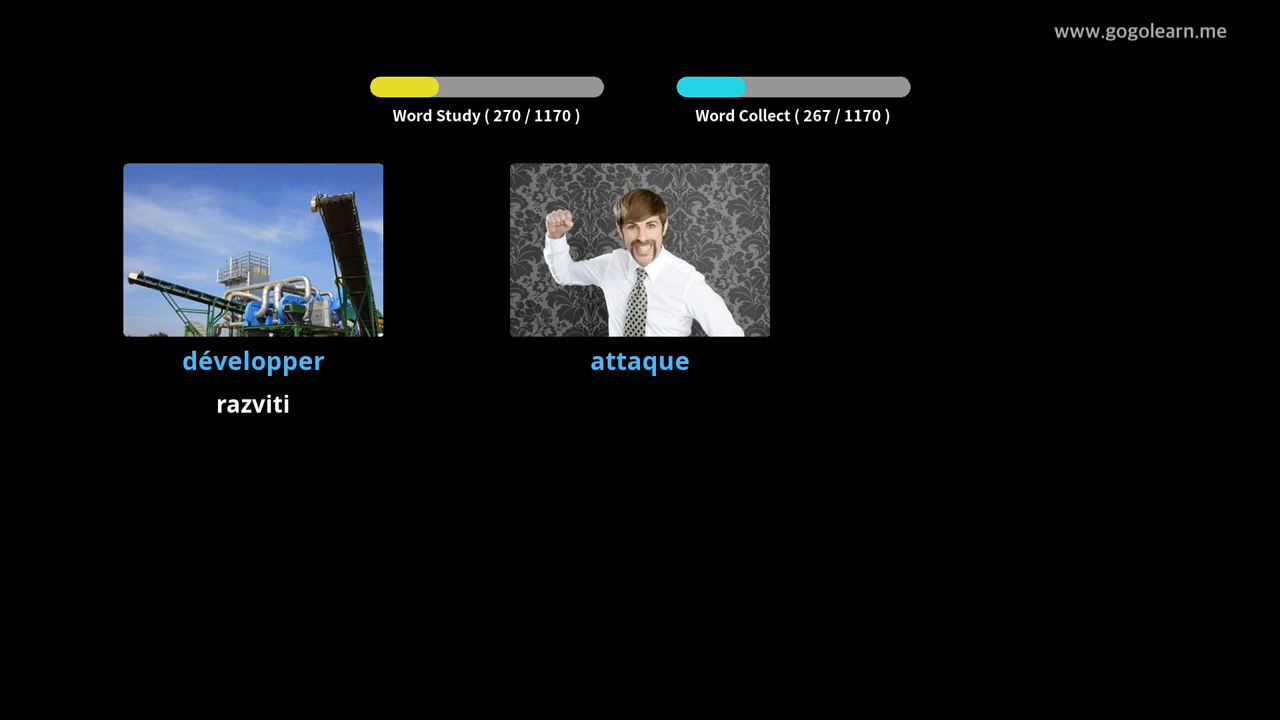 www.gogolearn.me
Word Study ( 270 / 1170 )
Word Collect ( 267 / 1170 )
développer
attaque
razviti